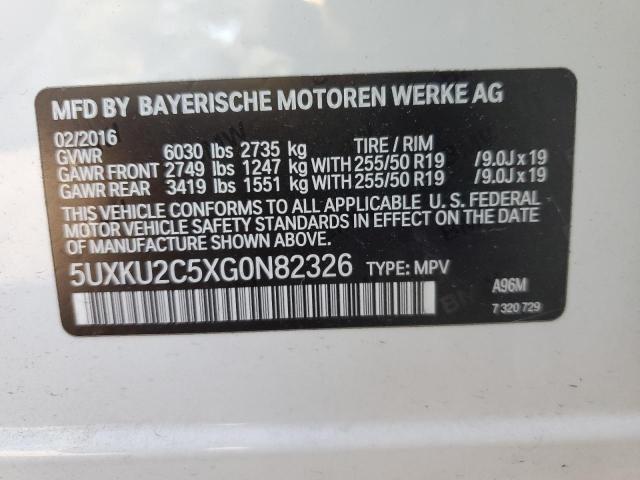 MFD BY BAYERISCHE MOTOREN WERKE AG
02/2016
GVWR 6030 lbs 2735 kg TIRE / RIM
GAWR FRONT 2749 lbs 1247 kg WITH 255/50 R19 /9.0J x 19
GAWR REAR 3419 lbs 1551 kg WITH 255/50 R19 /9.0J x 19
THIS VEHICLE CONFORMS TO ALL APPLICABLE U. S. FEDERAL
MOTOR VEHICLE SAFETY STANDARDS IN EFFECT ON THE
DATE OF MANUFACTURE SHOWN ABOVE.
5UXKU2C5XG0N82326 TYPE: MPV
A96M
7 320 729